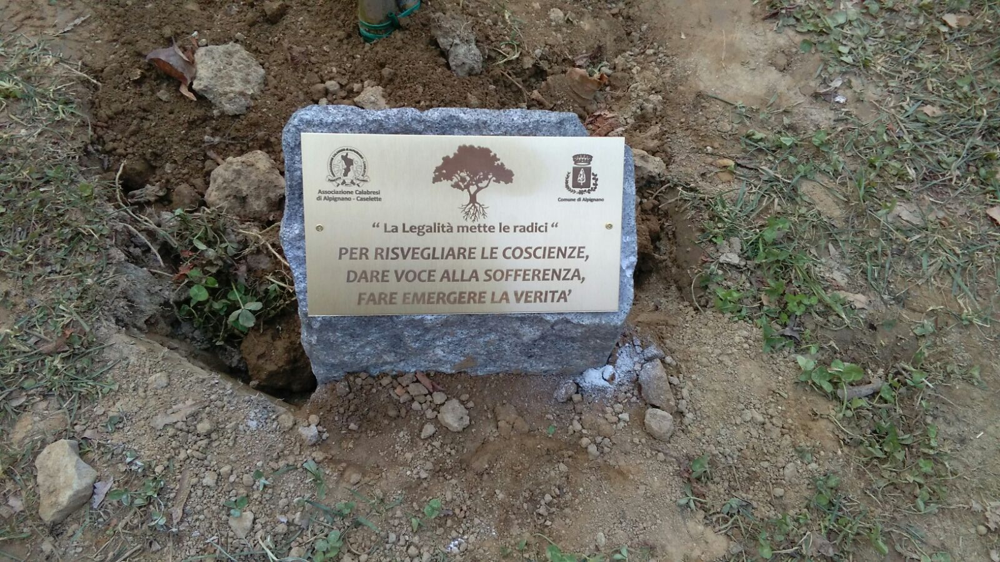 Associazione Calabresi
di Alpignano - Caselette
Comune di Alpignano
“ La Legalità mette le radici “
PER RISVEGLIARE LE COSCIENZE,
DARE VOCE ALLA SOFFERENZA,
FARE EMERGERE LA VERITA’